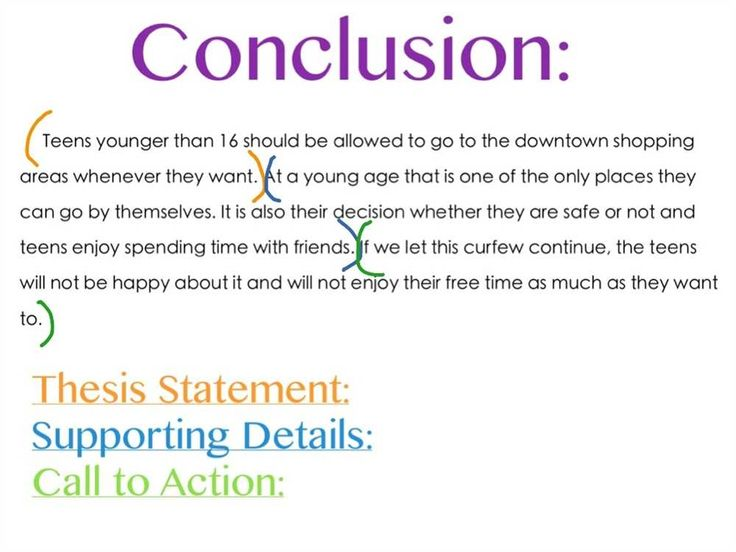 Conclusion:
Teens younger than 16 should be allowed to go to the downtown shopping
areas whenever they want. At a young age that is one of the only places they
can go by themselves. It is also their decision whether they are safe or not and
teens enjoy spending time with friends. If we let this curfew continue, the teens
will not be happy about it and will not enjoy their free time as much as they want
to.
Thesis Statement:
Supporting Details:
Call to Action: